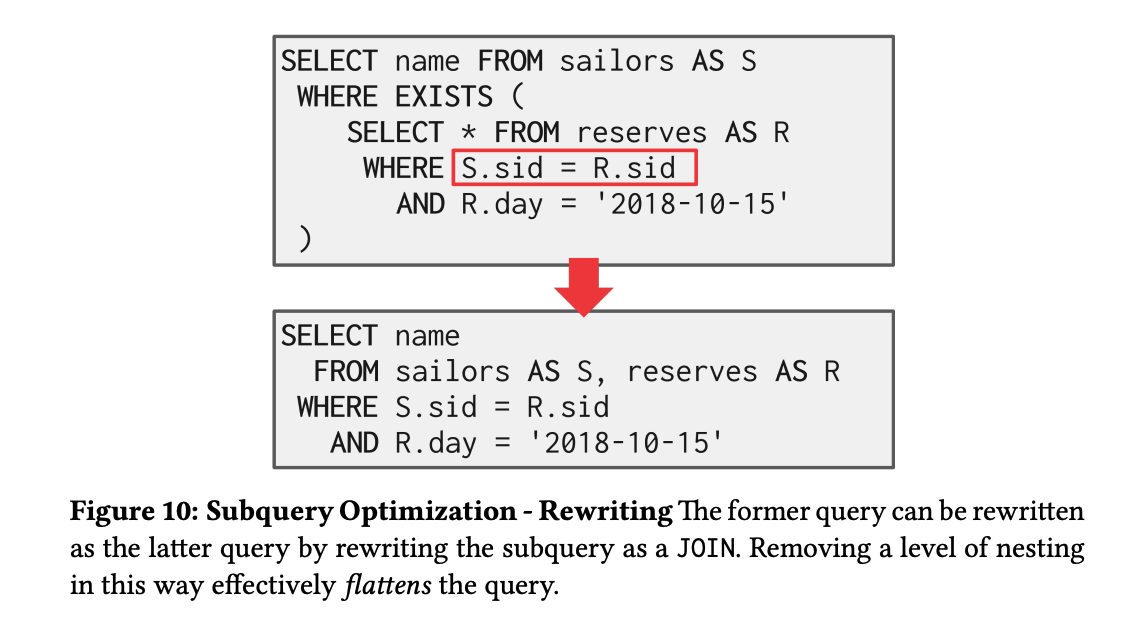 SELECT name FROM sailors AS S
WHERE EXISTS (
SELECT * FROM reserves AS R
WHERE S.sid = R.sid
AND R.day = '2018-10-15'
)
SELECT name
FROM sailors AS S, reserves AS R
WHERE S.sid = R.sid
AND R.day = '2018-10-15'
Figure 10: Subquery Optimization - Rewriting The former query can be rewritten
as the latter query by rewriting the subquery as a JOIN. Removing a level of nesting
in this way effectively flattens the query.